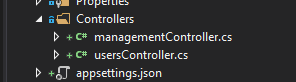 Properties
Controllers
C# managementController.cs
C# usersController.cs
appsettings.json